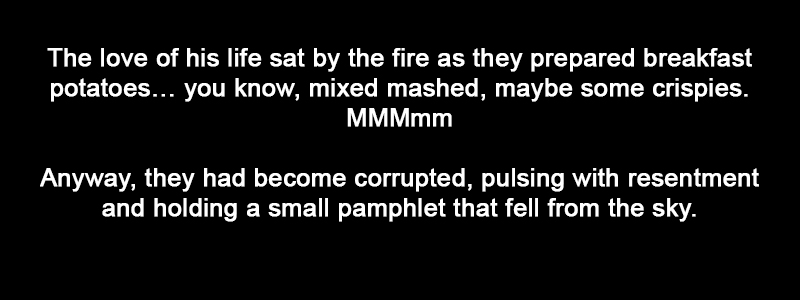 The love of his life sat by the fire as they prepared breakfast
potatoes… you know, mixed mashed, maybe some crispies.
MMMmm
Anyway, they had become corrupted, pulsing with resentment
and holding a small pamphlet that fell from the sky.